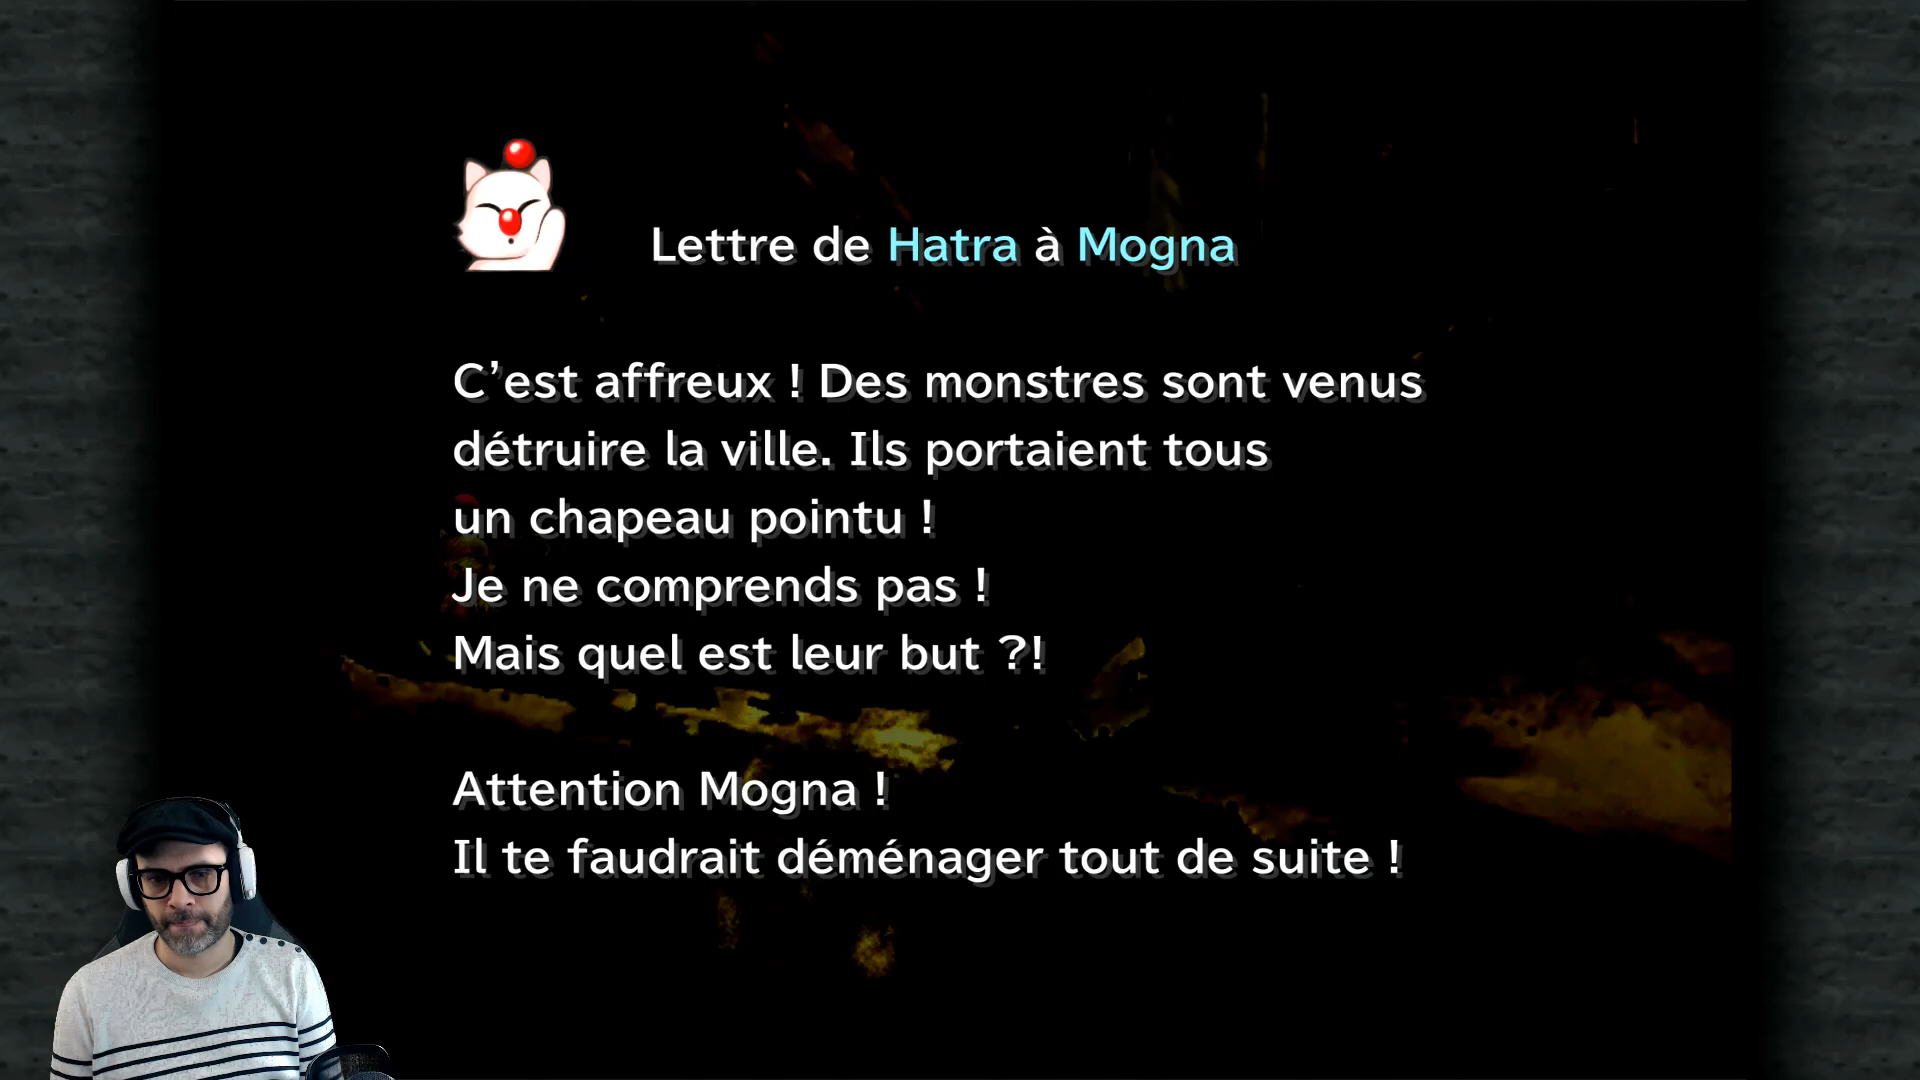 Lettre de Hatra à Mogna
C'est affreux ! Des monstres sont venus
détruire la ville. Ils portaient tous
un chapeau pointu !
Je ne comprends pas !
Mais quel est leur but ?!
Attention Mogna !
Il te faudrait déménager tout de suite !